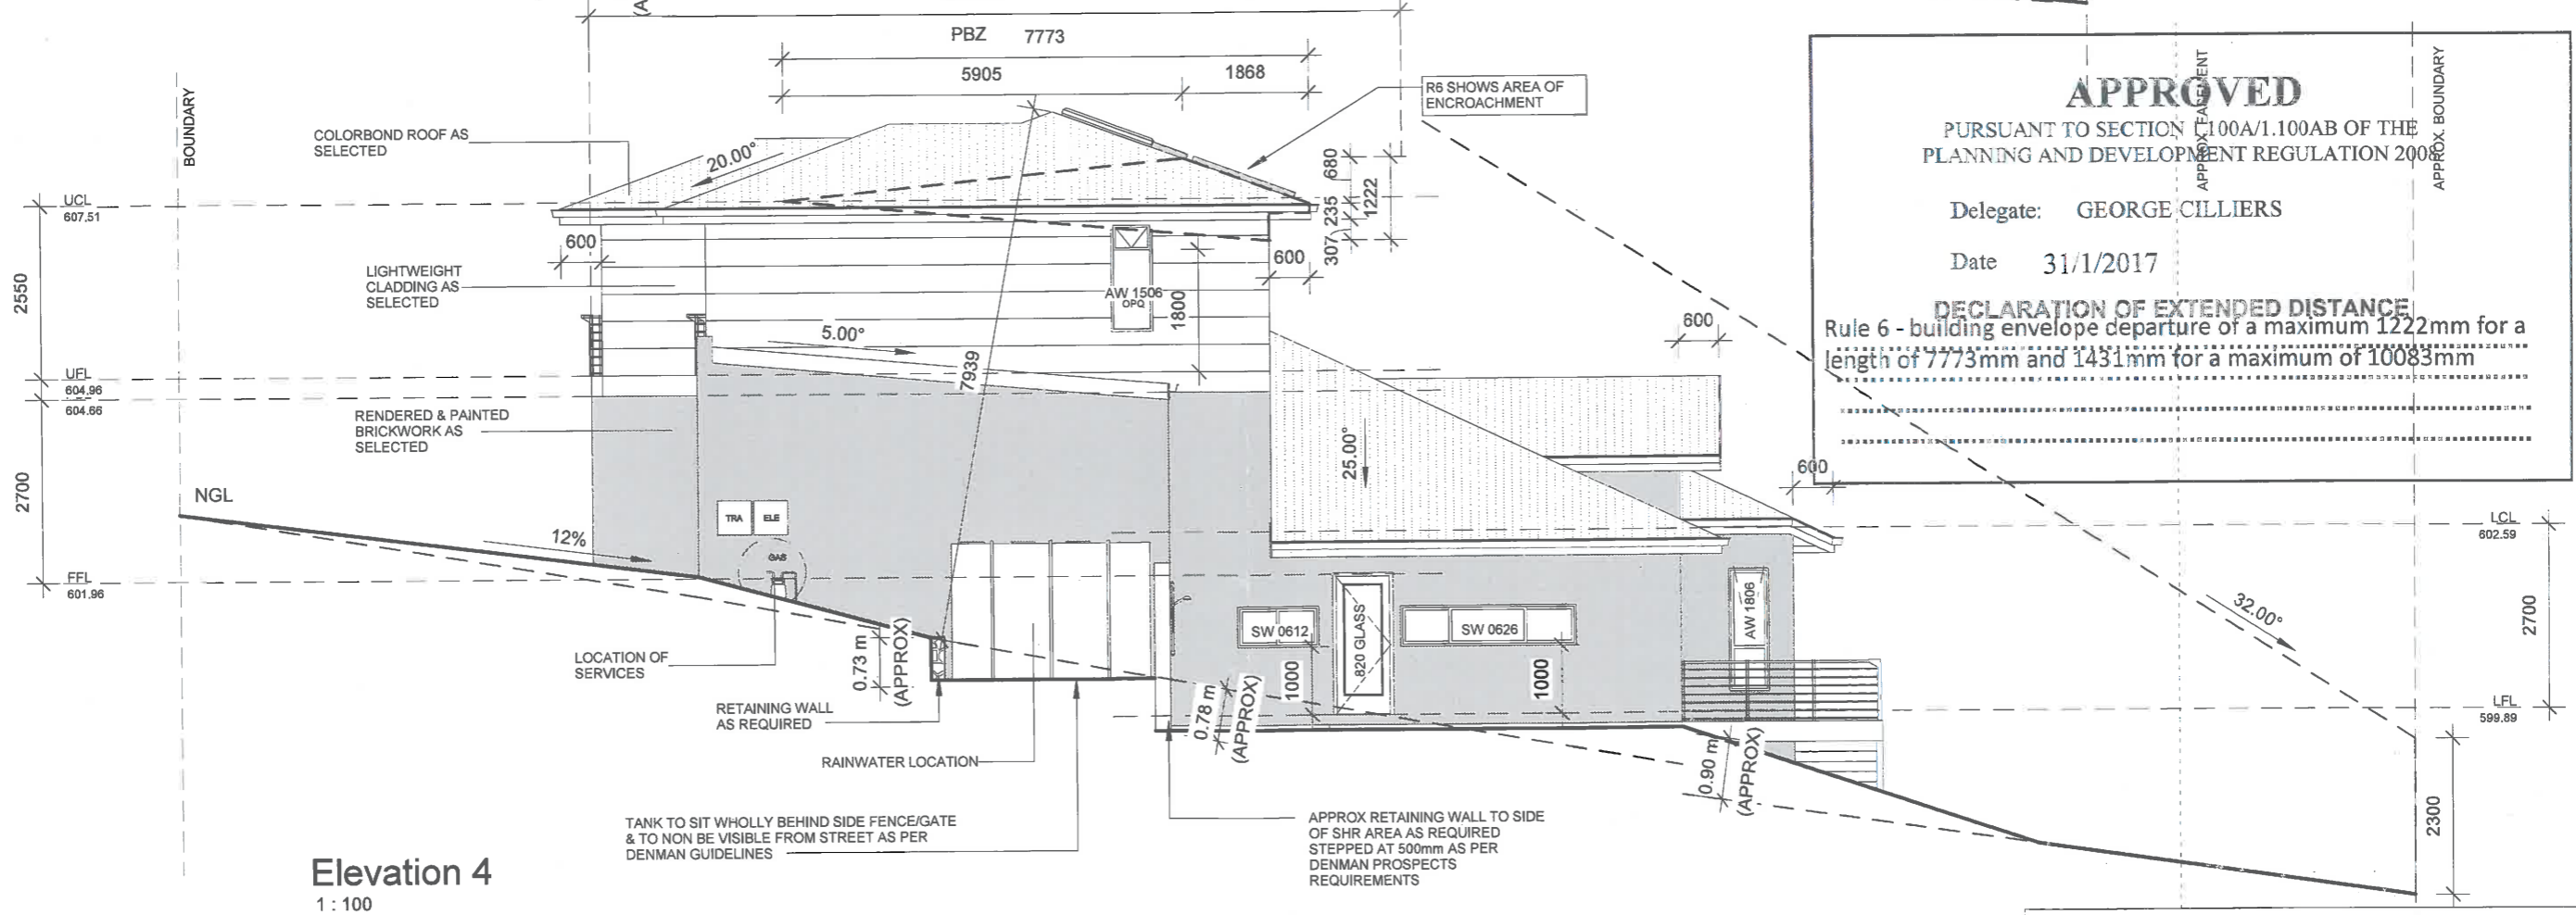 (A
PBZ 7773
5905 1868
R6 SHOWS AREA OF
ENCROACHMENT
BOUNDARY
COLORBOND ROOF AS
SELECTED
20.00°
680
235
307
1222
UCL
607.51
600
600
LIGHTWEIGHT
CLADDING AS
SELECTED
2550
AW 1506
OPQ
1800
5.00°
7939
UFL
604.96
604.66
600
RENDERED & PAINTED
BRICKWORK AS
SELECTED
2700
25.00°
600
NGL
TRA ELE
GAS
12%
FFL
601.96
LCL
602.59
SW 0612
820 GLASS
SW 0626
AW 1806
32.00°
2700
LOCATION OF
SERVICES
0.73 m
(APPROX)
1000
1000
RETAINING WALL
AS REQUIRED
0.78 m
(APPROX)
LFL
599.89
RAINWATER LOCATION
0.90 m
(APPROX)
2300
TANK TO SIT WHOLLY BEHIND SIDE FENCE/GATE
& TO NON BE VISIBLE FROM STREET AS PER
DENMAN GUIDELINES
APPROX RETAINING WALL TO SIDE
OF SHR AREA AS REQUIRED
STEPPED AT 500mm AS PER
DENMAN PROSPECTS
REQUIREMENTS
Elevation 4
1 : 100
APPROVED
PURSUANT TO SECTION 1.100A/1.100AB OF THE
PLANNING AND DEVELOPMENT REGULATION 2008
Delegate: GEORGE CILLIERS
Date 31/1/2017
DECLARATION OF EXTENDED DISTANCE
Rule 6 - building envelope departure of a maximum 1222mm for a
length of 7773mm and 1431mm for a maximum of 10083mm
APPROX. EASEMENT
APPROX. BOUNDARY